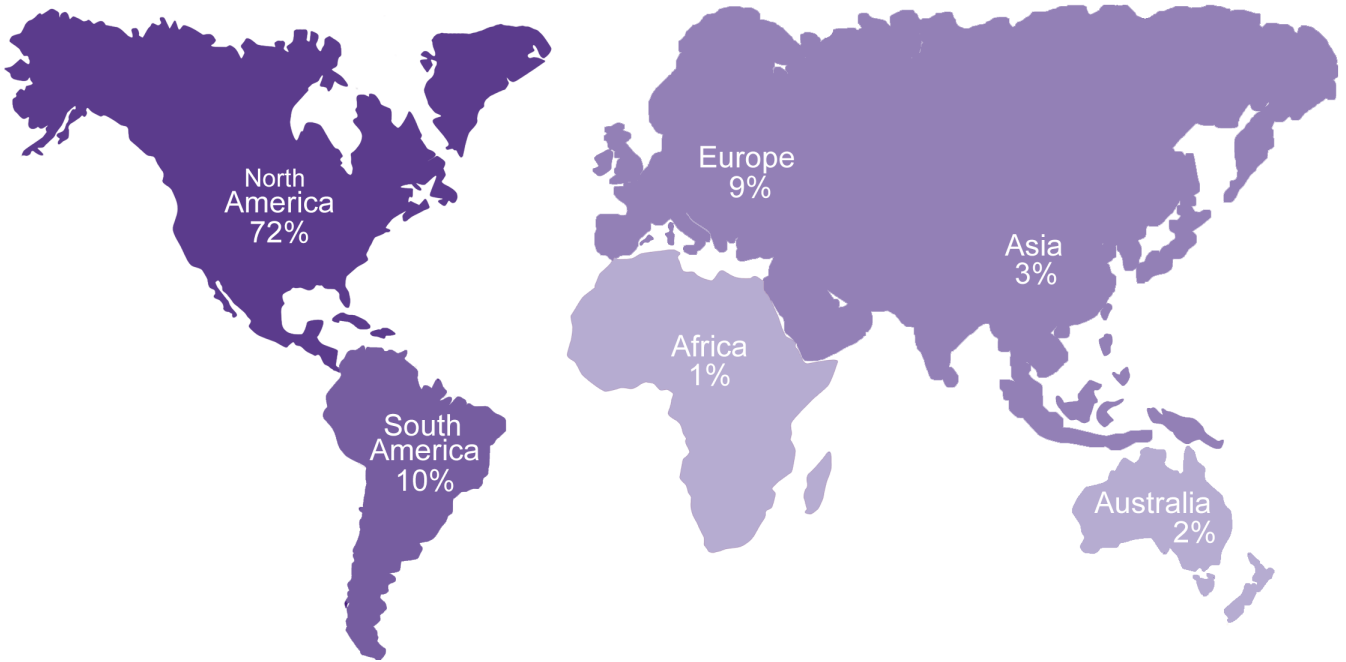 North
America
72%
South
America
10%
Europe
9%
Asia
3%
Africa
1%
Australia
2%